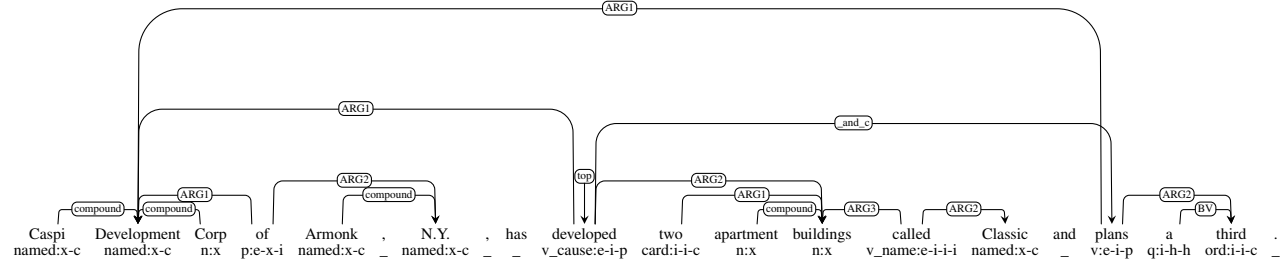 ARG1
ARG1
_and_c
top
ARG2 ARG2 
ARG1 compound ARG1 ARG2 
compound compound compound ARG3 ARG2 BV
Caspi Development Corp of Armonk , N.Y. , has developed two apartment buildings called Classic and plans a third .
named:x-c named:x-c n:x p:e-x-i named:x-c _ named:x-c _ _ v_cause:e-i-p card:i-i-c n:x n:x v_name:e-i-i-i named:x-c _ v:e-i-p q:i-h-h ord:i-i-c _